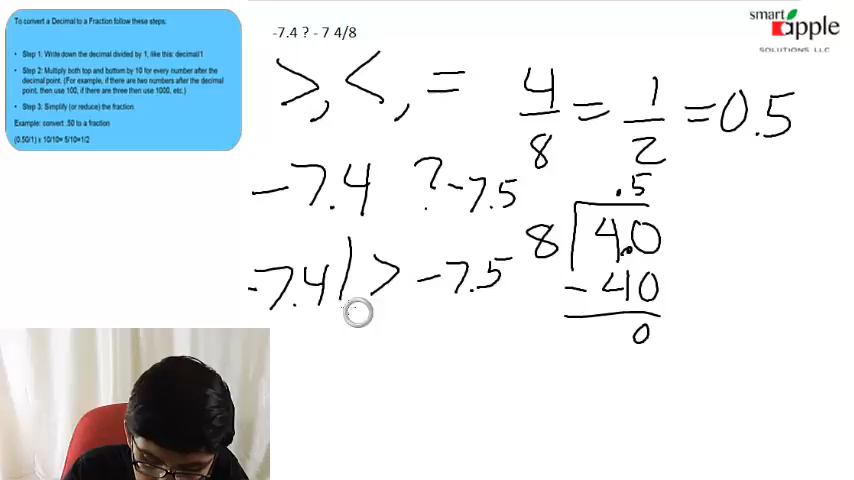 To convert a Decimal to a Fraction follow these steps:
• Step 1: Write down the decimal divided by 1, like this: decimal/1
• Step 2: Multiply both top and bottom by 10 for every number after the
decimal point. (For example, if there are two numbers after the decimal
point, then use 100, if there are three then use 1000, etc.)
• Step 3: Simplify (or reduce) the fraction.
Example: convert .50 to a fraction
(0.50/1) x 10/10= 5/10=1/2
-7.4 ? - 7 4/8
smart
apple
SOLUTIONS LLC
>, <, =
4/8 = 1/2 = 0.5
-7.4 ? -7.5
.5
8 4.0
-40
0
-7.4 | > -7.5